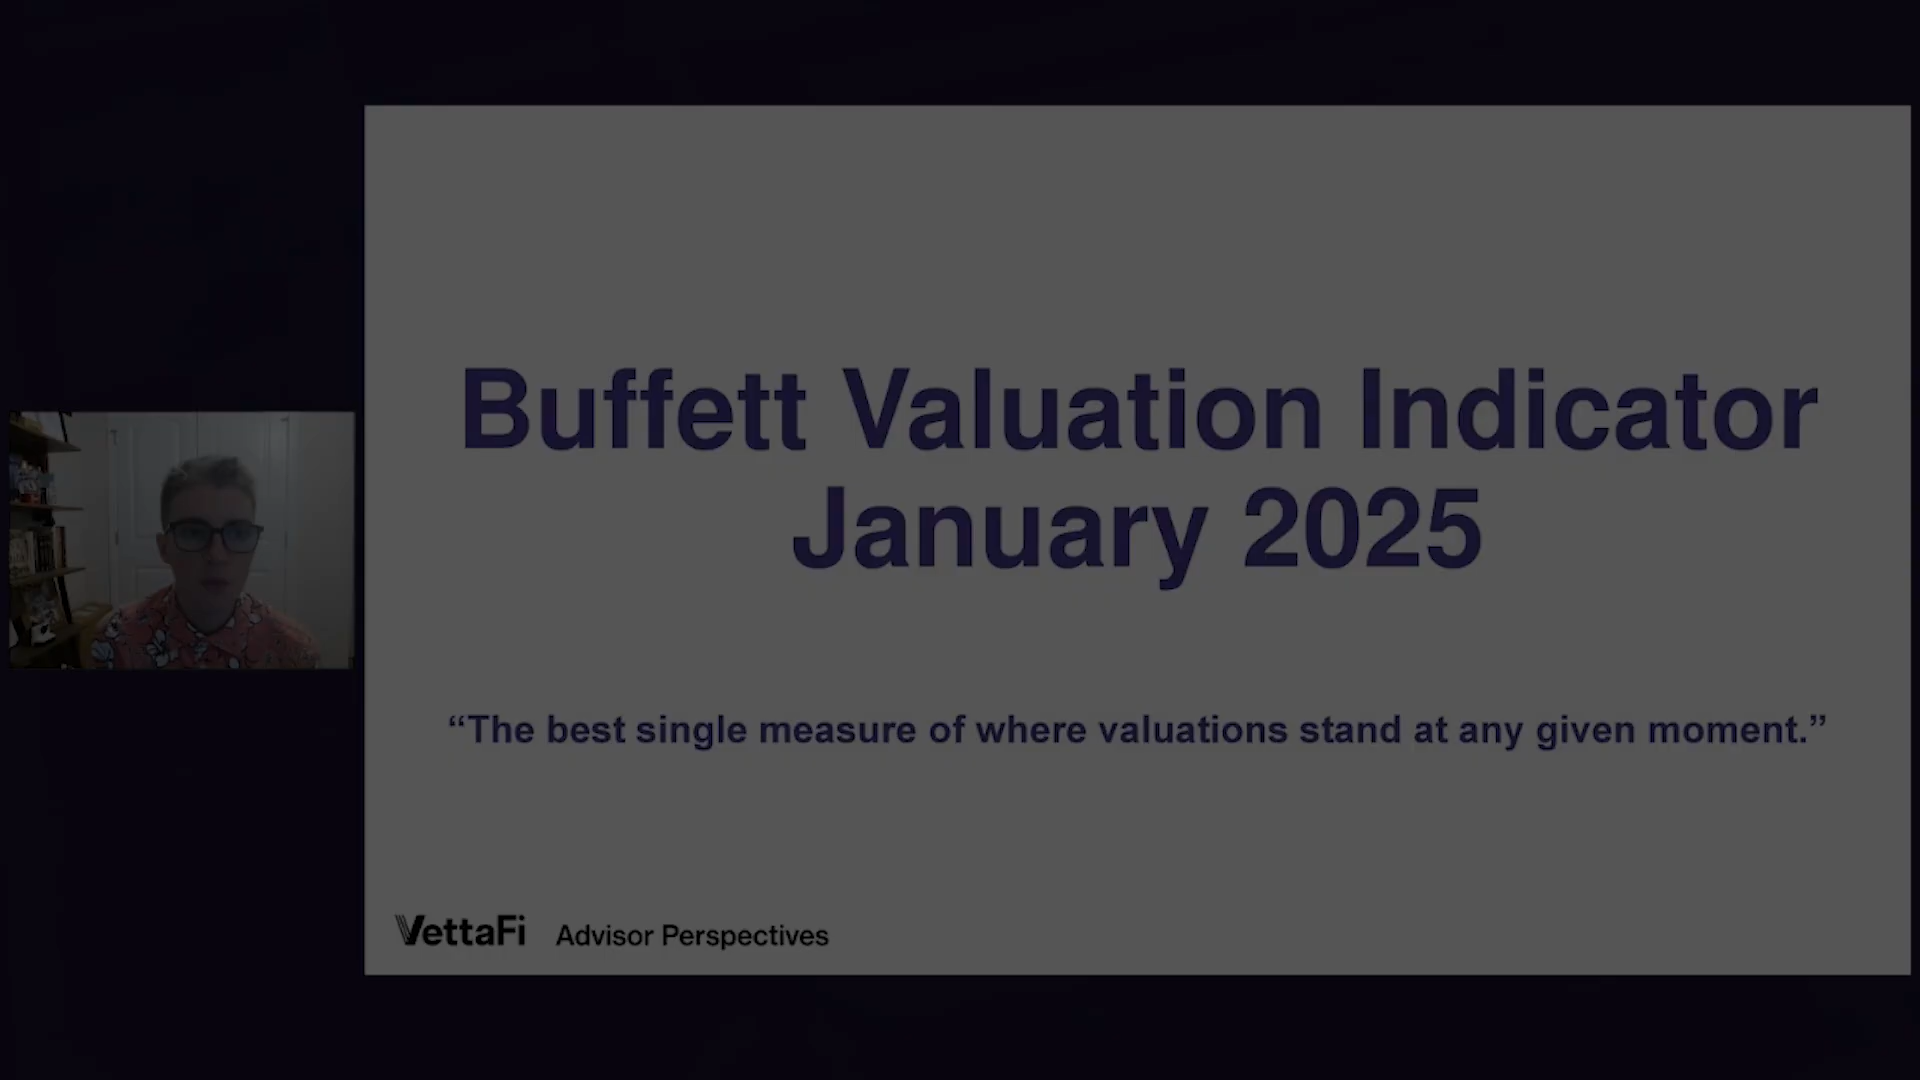 Buffett Valuation Indicator
January 2025
“The best single measure of where valuations stand at any given moment.”
VettaFi Advisor Perspectives